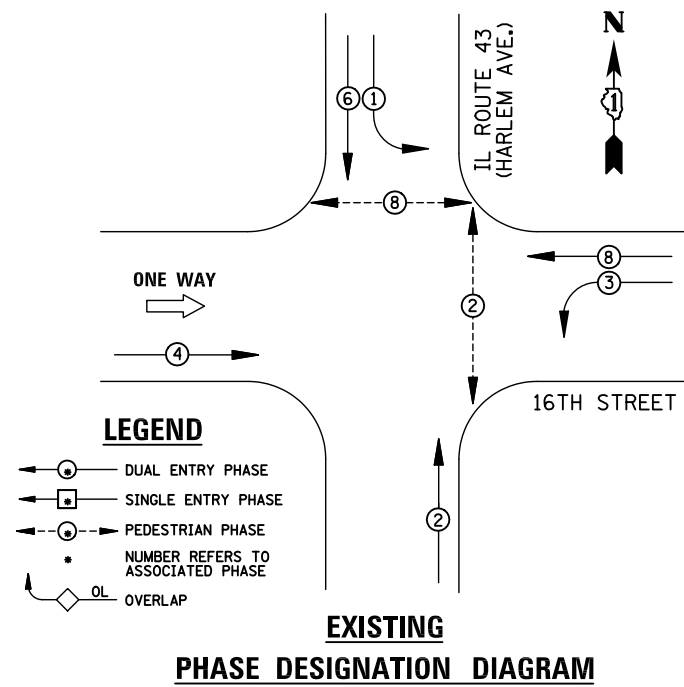 N
IL ROUTE 43
(HARLEM AVE.)
1
6
1
8
8
3
ONE WAY
2
4
16TH STREET
LEGEND
* DUAL ENTRY PHASE
* SINGLE ENTRY PHASE
* PEDESTRIAN PHASE
* NUMBER REFERS TO
ASSOCIATED PHASE
OL OVERLAP
2
EXISTING
PHASE DESIGNATION DIAGRAM